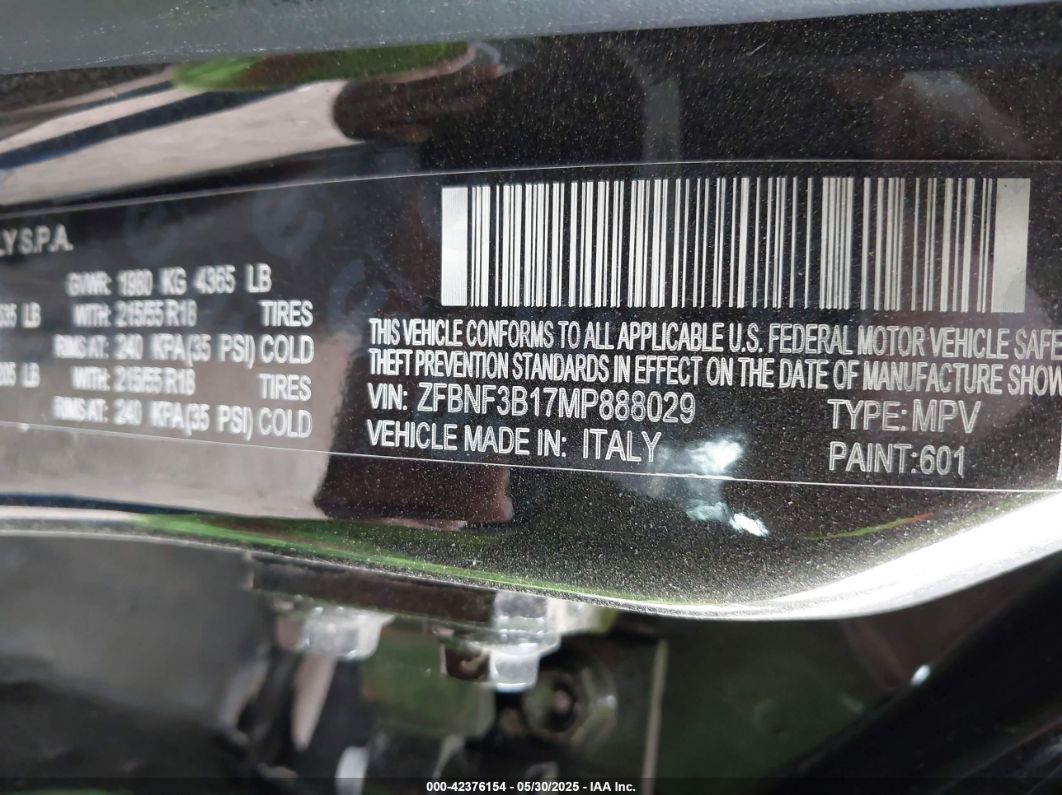 LY S.P.A.
GVWR: 1980 KG 4365 LB
LB WITH: 215/55 R18 TIRES
RIMS AT: 240 KPA(35 PSI) COLD
LB WITH: 215/55 R18 TIRES
RIMS AT: 240 KPA(35 PSI) COLD
THIS VEHICLE CONFORMS TO ALL APPLICABLE U.S. FEDERAL MOTOR VEHICLE SAFE
THEFT PREVENTION STANDARDS IN EFFECT ON THE DATE OF MANUFACTURE SHOW
VIN: ZFBNF3B17MP888029 TYPE: MPV
VEHICLE MADE IN: ITALY PAINT:601
000-42376154 - 05/30/2025 - IAA Inc.